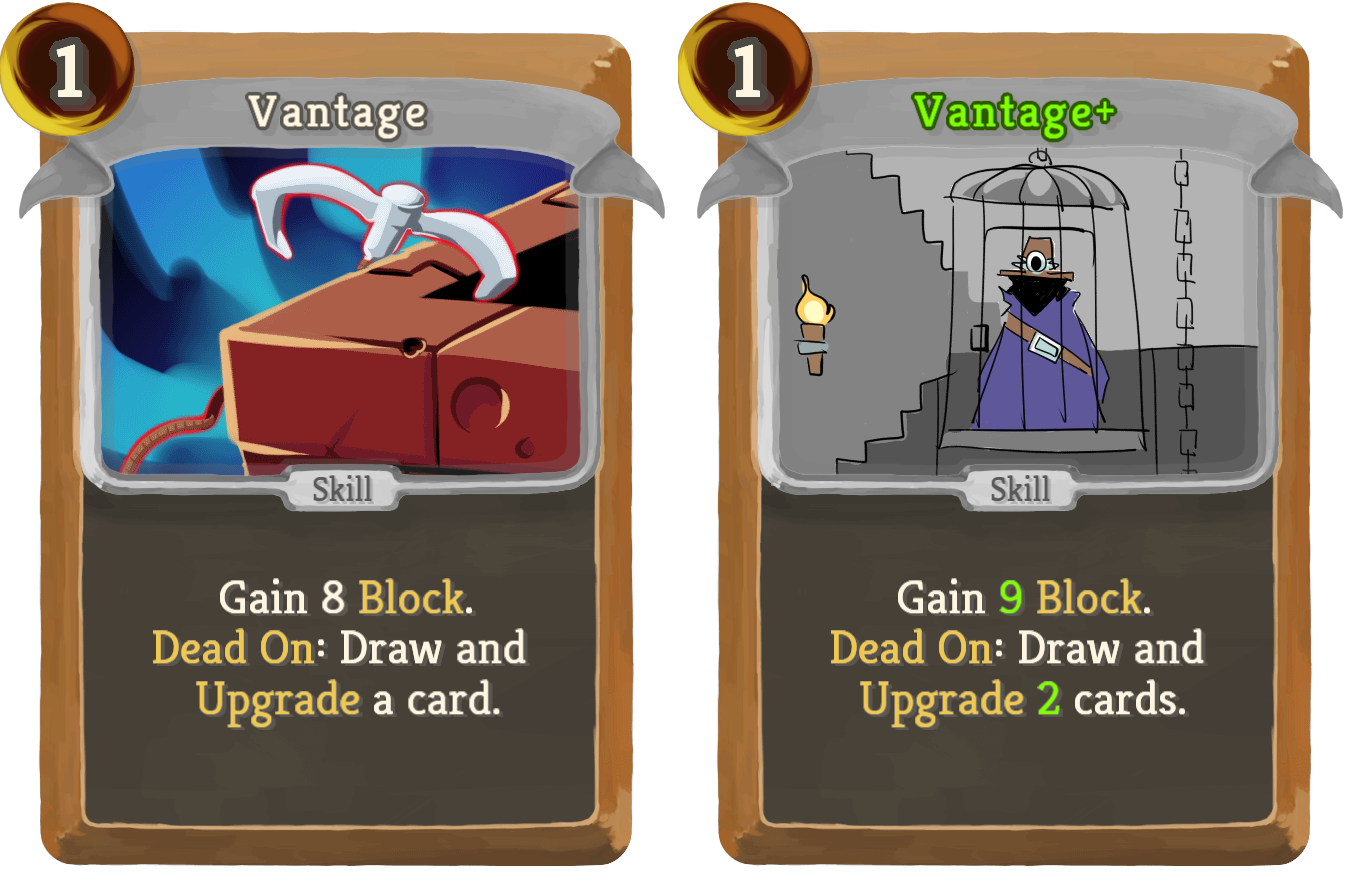 1
Vantage
Skill
Gain 8 Block.
Dead On: Draw and
Upgrade a card.
1
Vantage+
Skill
Gain 9 Block.
Dead On: Draw and
Upgrade 2 cards.